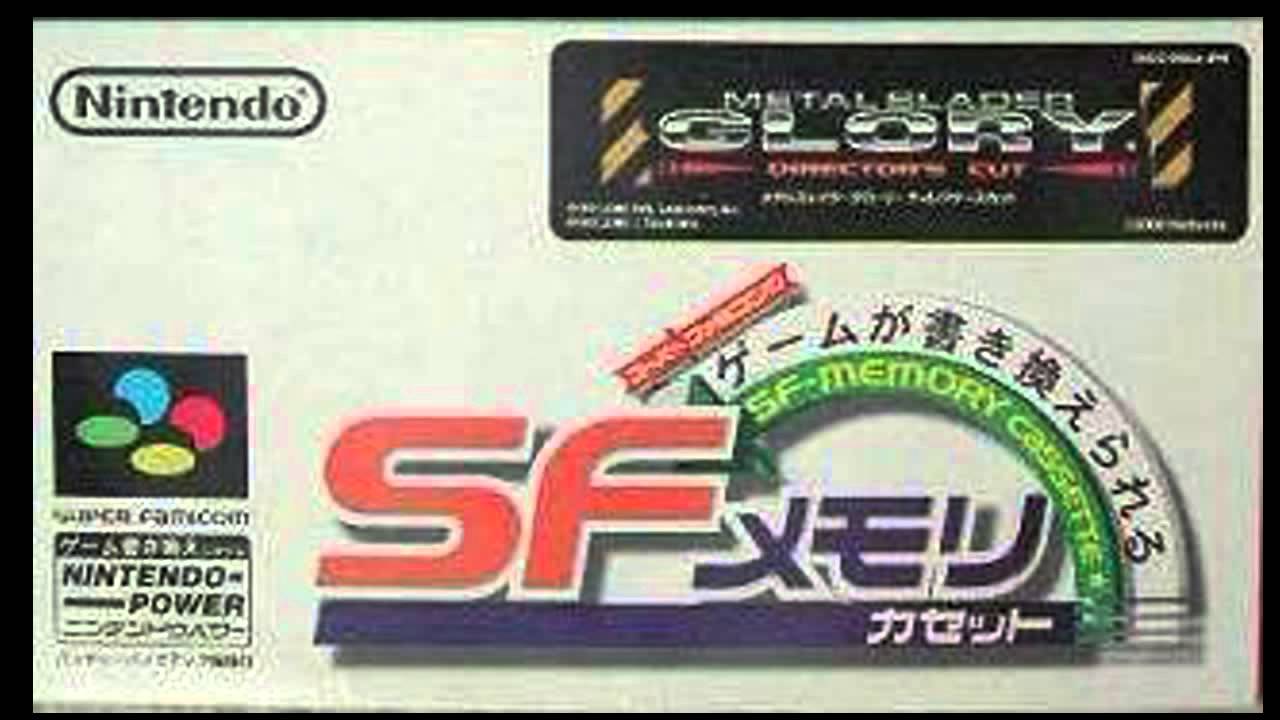 Nintendo
METAL SLADER
GLORY
DIRECTOR'S CUT
ゲームが書き換えられる
SF-MEMORY CASSETTE
SFメモリ
カセット
SUPER Famicom
NINTENDO
POWER
ニンテンドウパワー